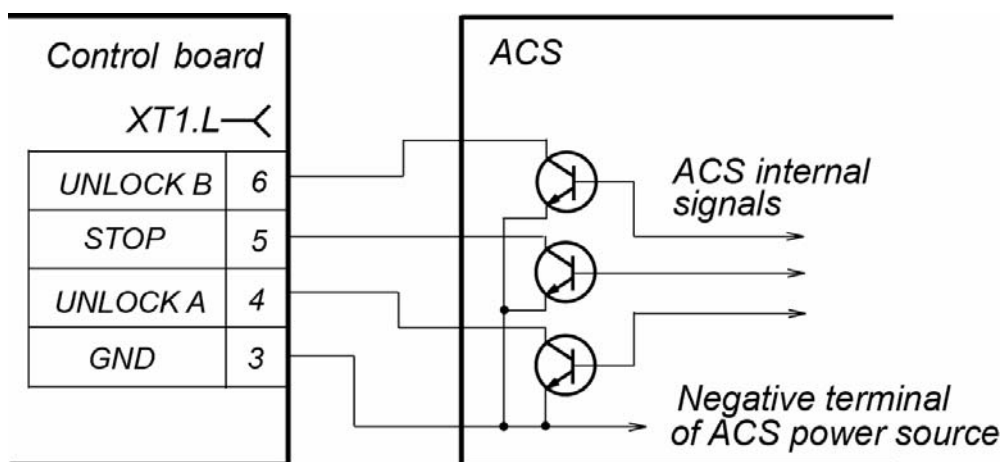 Control board
XT1.L
UNLOCK B 6
STOP 5
UNLOCK A 4
GND 3
ACS
ACS internal
signals
Negative terminal
of ACS power source